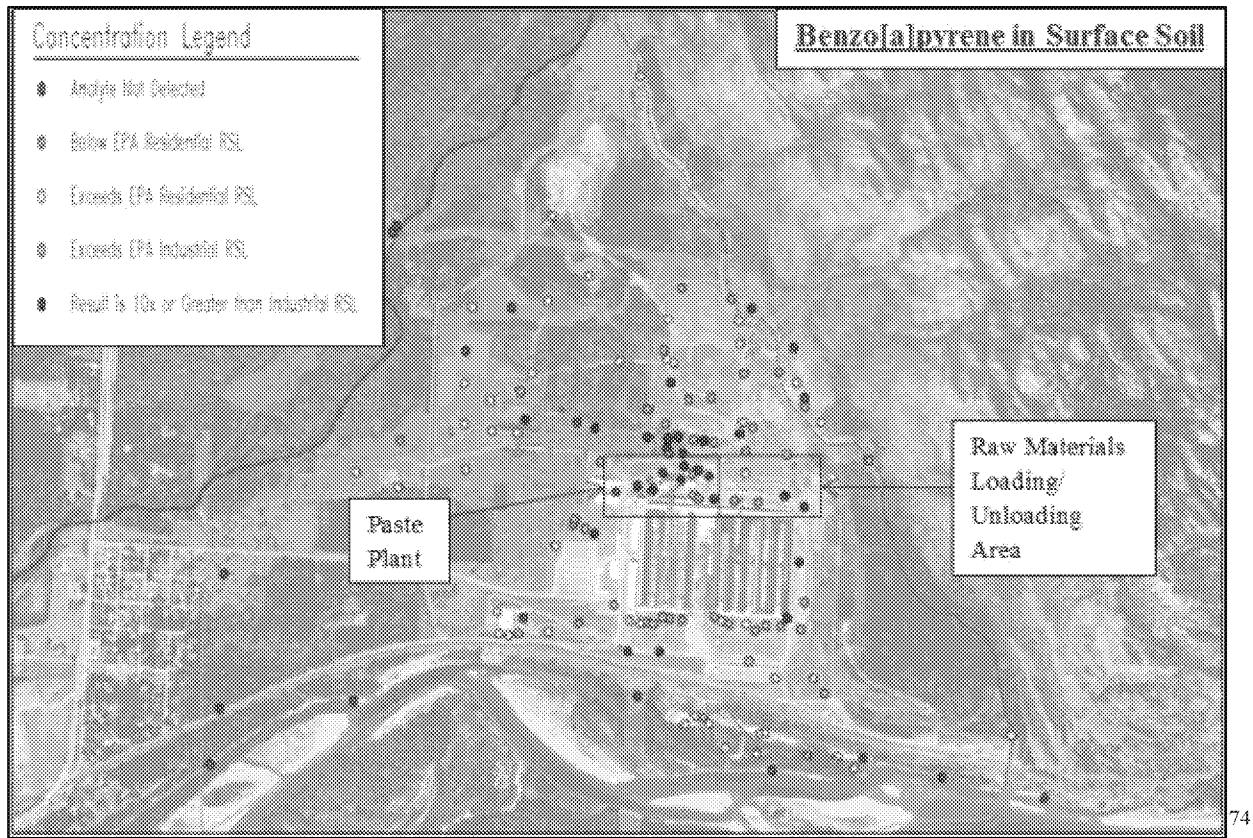 Concentration Legend
Benzo[a]pyrene in Surface Soil
Analyte Not Detected
Below EPA Residential RSL
Exceeds EPA Residential RSL
Exceeds EPA Industrial RSL
Result is 10x or Greater than Industrial RSL
Raw Materials
Loading/
Unloading
Area
Paste
Plant
74